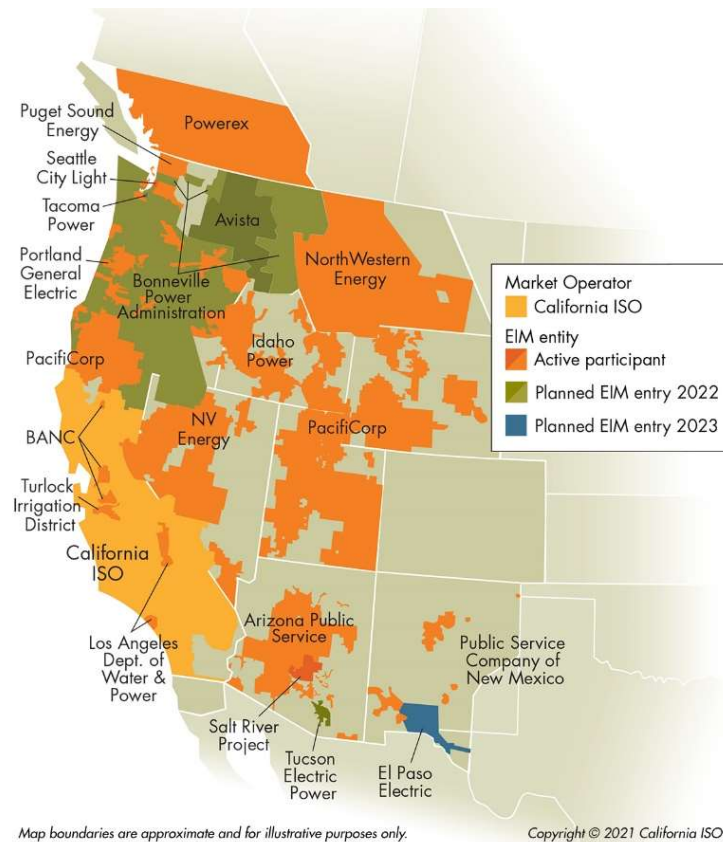 Powerex
Puget Sound
Energy
Seattle
City Light
Tacoma
Power
Avista
Portland
General
Electric
Bonneville
Power
Administration
NorthWestern
Energy
Market Operator
California ISO
EIM entity
Active participant
Planned EIM entry 2022
Planned EIM entry 2023
PacifiCorp
Idaho
Power
NV
Energy
PacifiCorp
BANC
Turlock
Irrigation
District
California
ISO
Los Angeles
Dept. of
Water &
Power
Arizona Public
Service
Public Service
Company of
New Mexico
Salt River
Project
Tucson
Electric
Power
El Paso
Electric
Map boundaries are approximate and for illustrative purposes only.
Copyright © 2021 California ISO